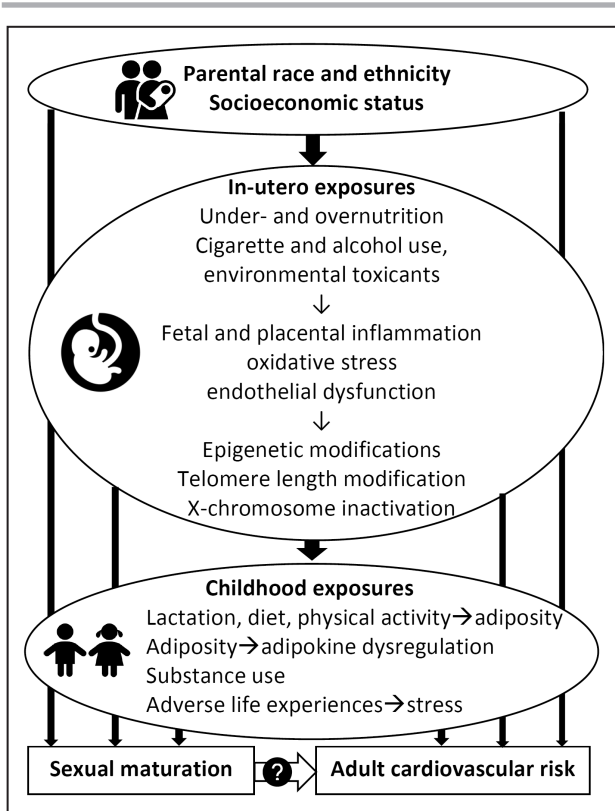 Parental race and ethnicity
Socioeconomic status
In-utero exposures
Under- and overnutrition
Cigarette and alcohol use,
environmental toxicants
↓
Fetal and placental inflammation
oxidative stress
endothelial dysfunction
↓
Epigenetic modifications
Telomere length modification
X-chromosome inactivation
Childhood exposures
Lactation, diet, physical activity→adiposity
Adiposity→adipokine dysregulation
Substance use
Adverse life experiences→stress
Sexual maturation ? Adult cardiovascular risk